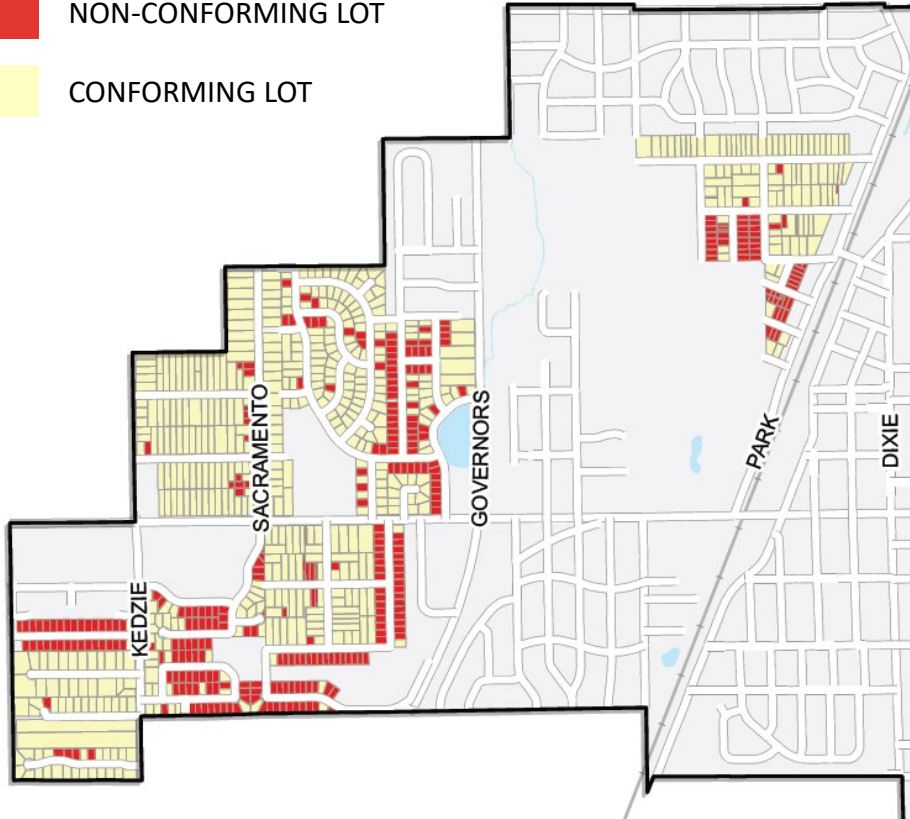 NON-CONFORMING LOT
CONFORMING LOT
SACRAMENTO
GOVERNORS
PARK
DIXIE
KEDZIE